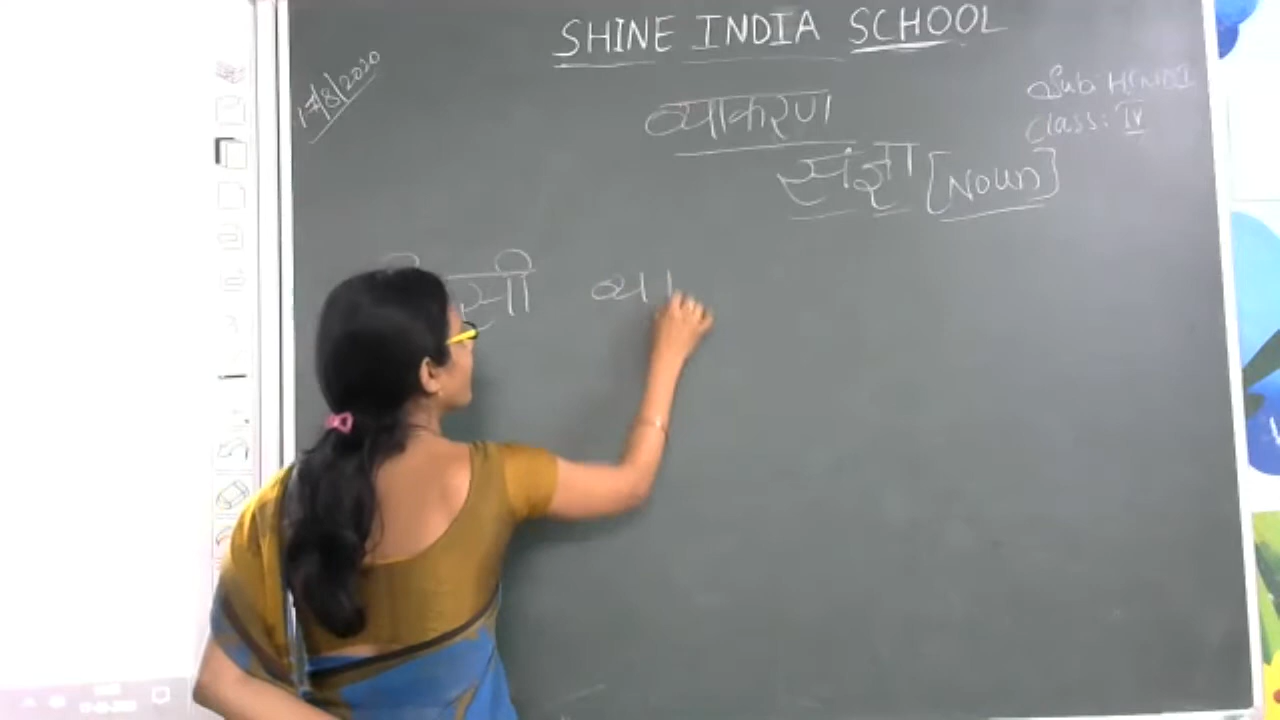 SHINE INDIA SCHOOL
17/8/2020
Sub: HINDI
Class: IV
व्याकरण
संज्ञा [Noun]
सी व्य